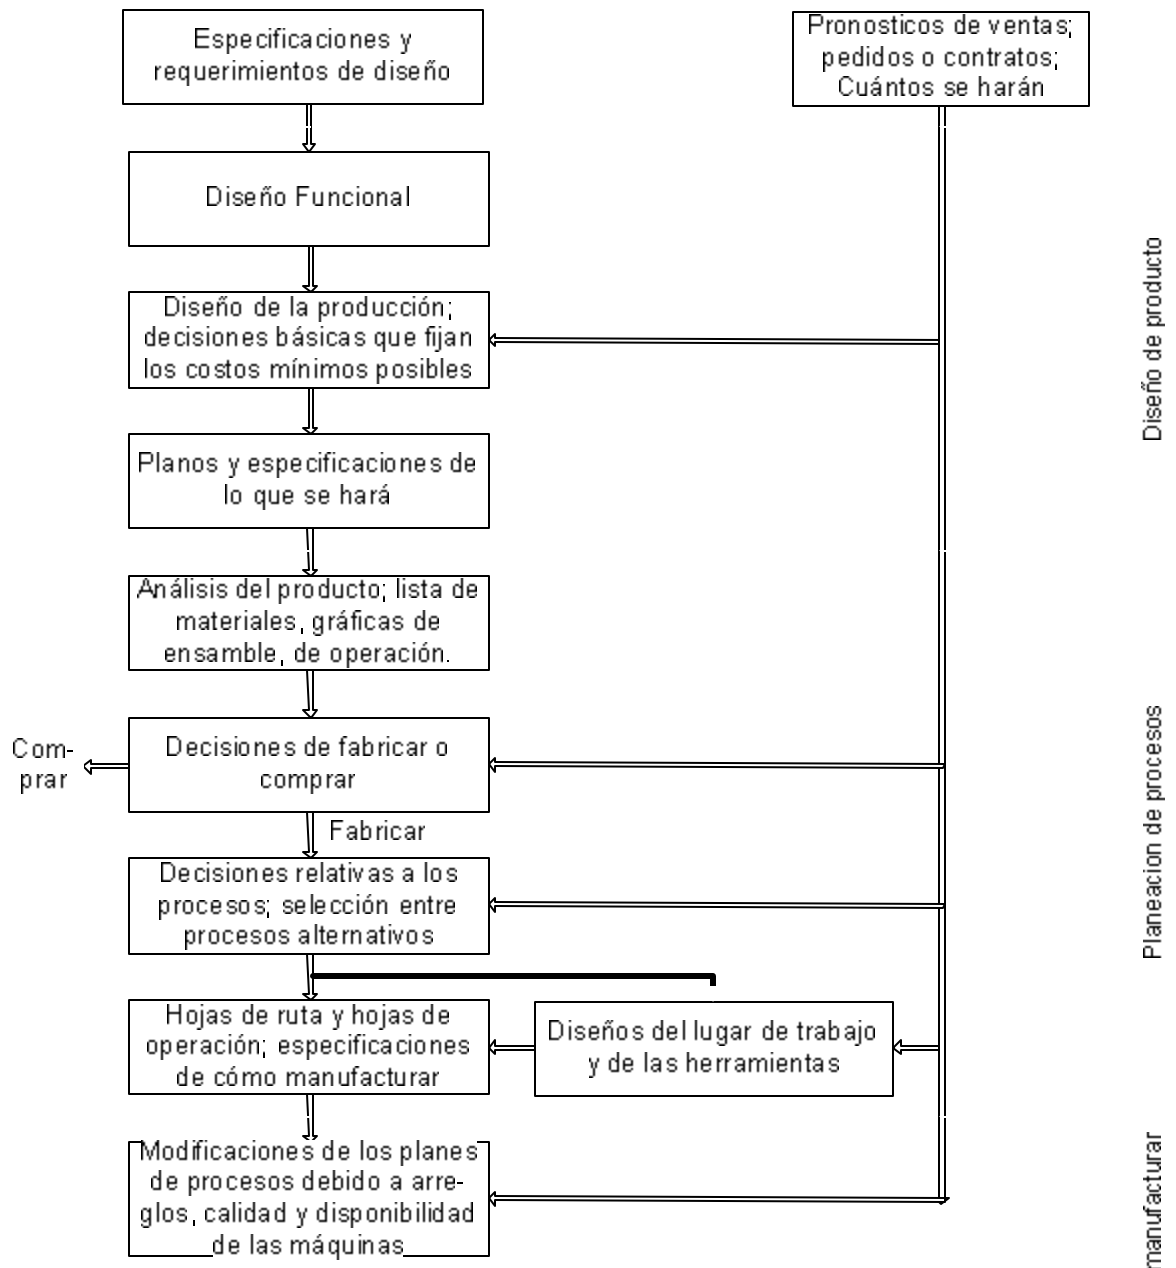 Especificaciones y
requerimientos de diseño
Pronosticos de ventas;
pedidos o contratos;
Cuántos se harán
Diseño Funcional
Diseño de la producción;
decisiones básicas que fijan
los costos mínimos posibles
Diseño de producto
Planos y especificaciones de
lo que se hará
Análisis del producto; lista de
materiales, gráficas de
ensamble, de operación.
Com-
prar
Decisiones de fabricar o
comprar
Fabricar
Planeacion de procesos
Decisiones relativas a los
procesos; selección entre
procesos alternativos
Hojas de ruta y hojas de
operación; especificaciones
de cómo manufacturar
Diseños del lugar de trabajo
y de las herramientas
Modificaciones de los planes
de procesos debido a arre-
glos, calidad y disponibilidad
de las máquinas
manufacturar